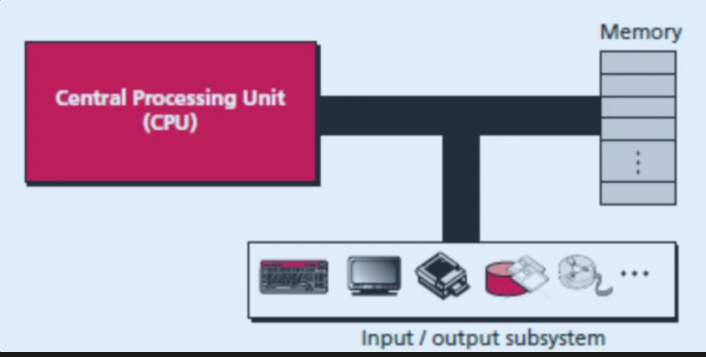 Memory
Central Processing Unit
(CPU)
Input / output subsystem